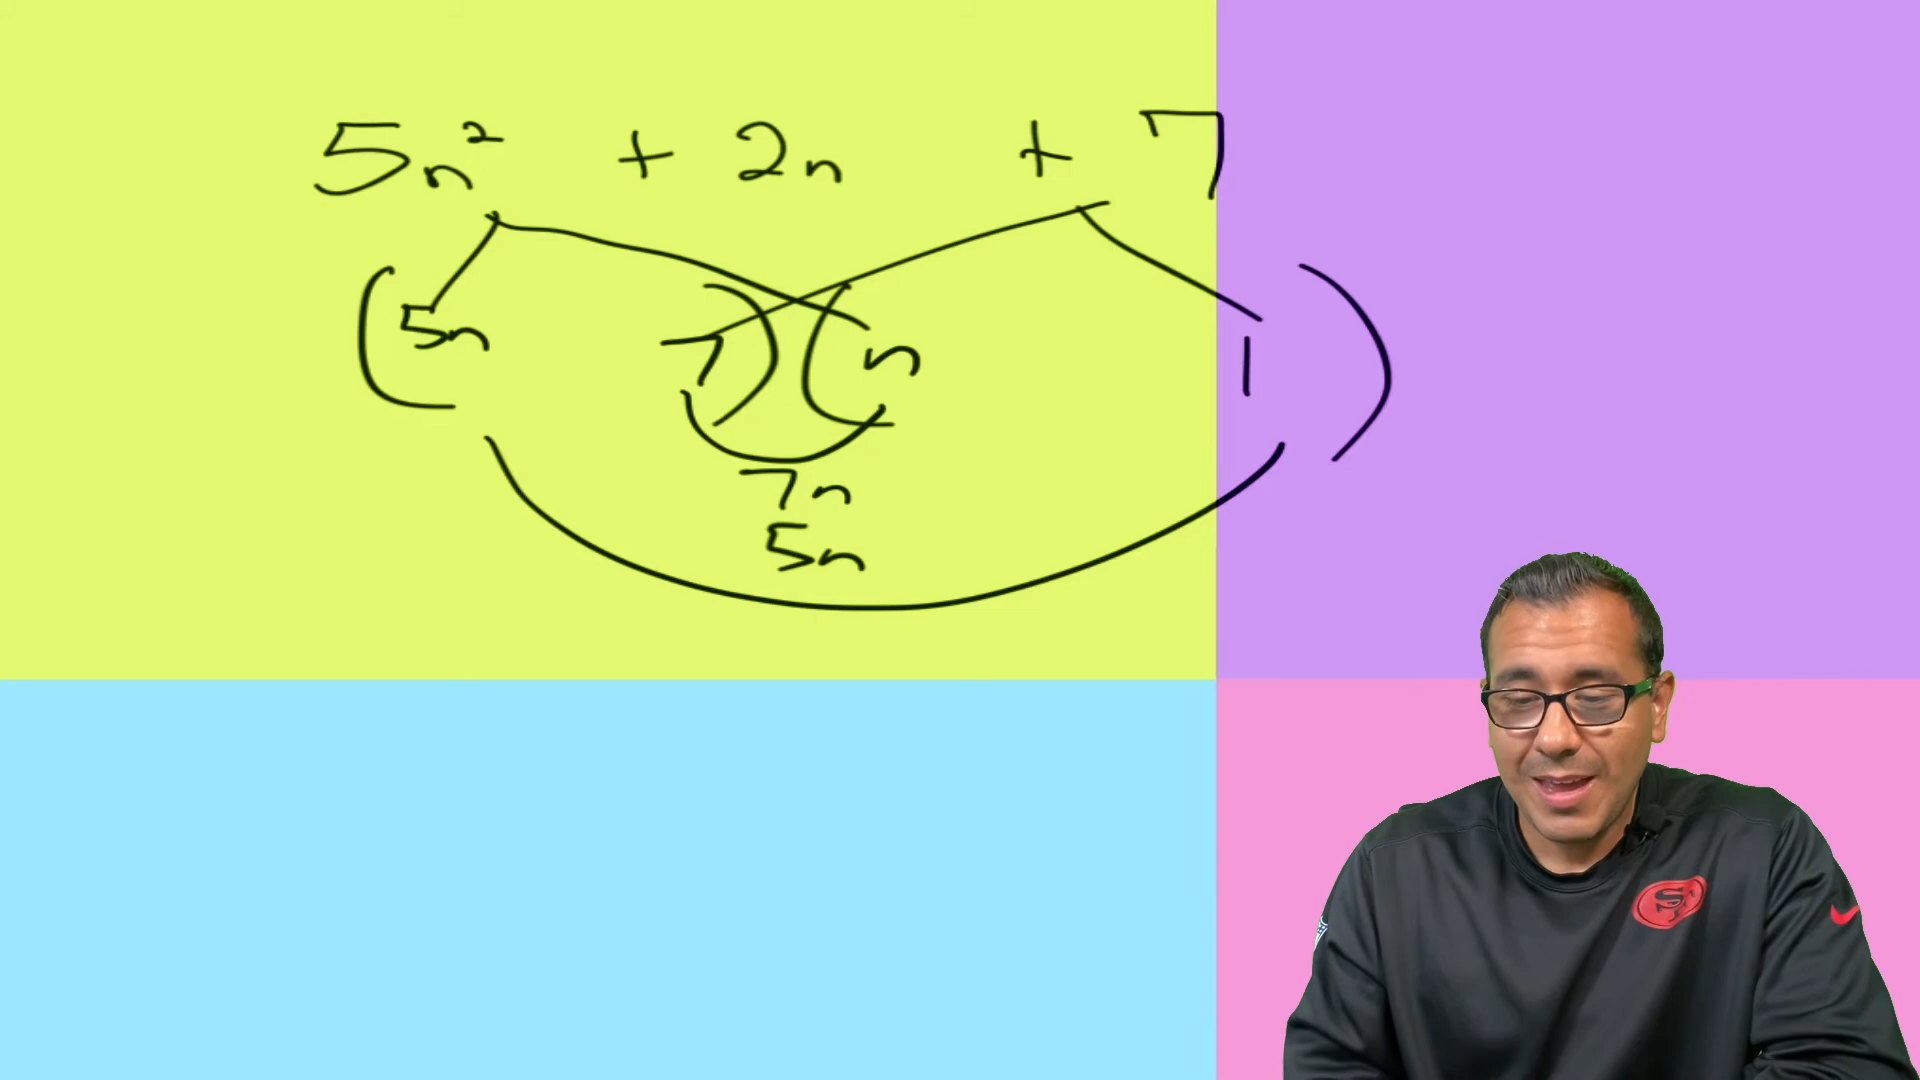 5n² + 2n + 7
(5n 7)(n 1)
7n
5n